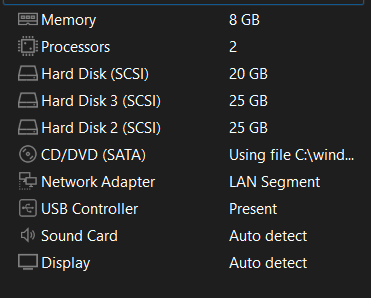 Memory 8 GB
Processors 2
Hard Disk (SCSI) 20 GB
Hard Disk 3 (SCSI) 25 GB
Hard Disk 2 (SCSI) 25 GB
CD/DVD (SATA) Using file C:\wind...
Network Adapter LAN Segment
USB Controller Present
Sound Card Auto detect
Display Auto detect